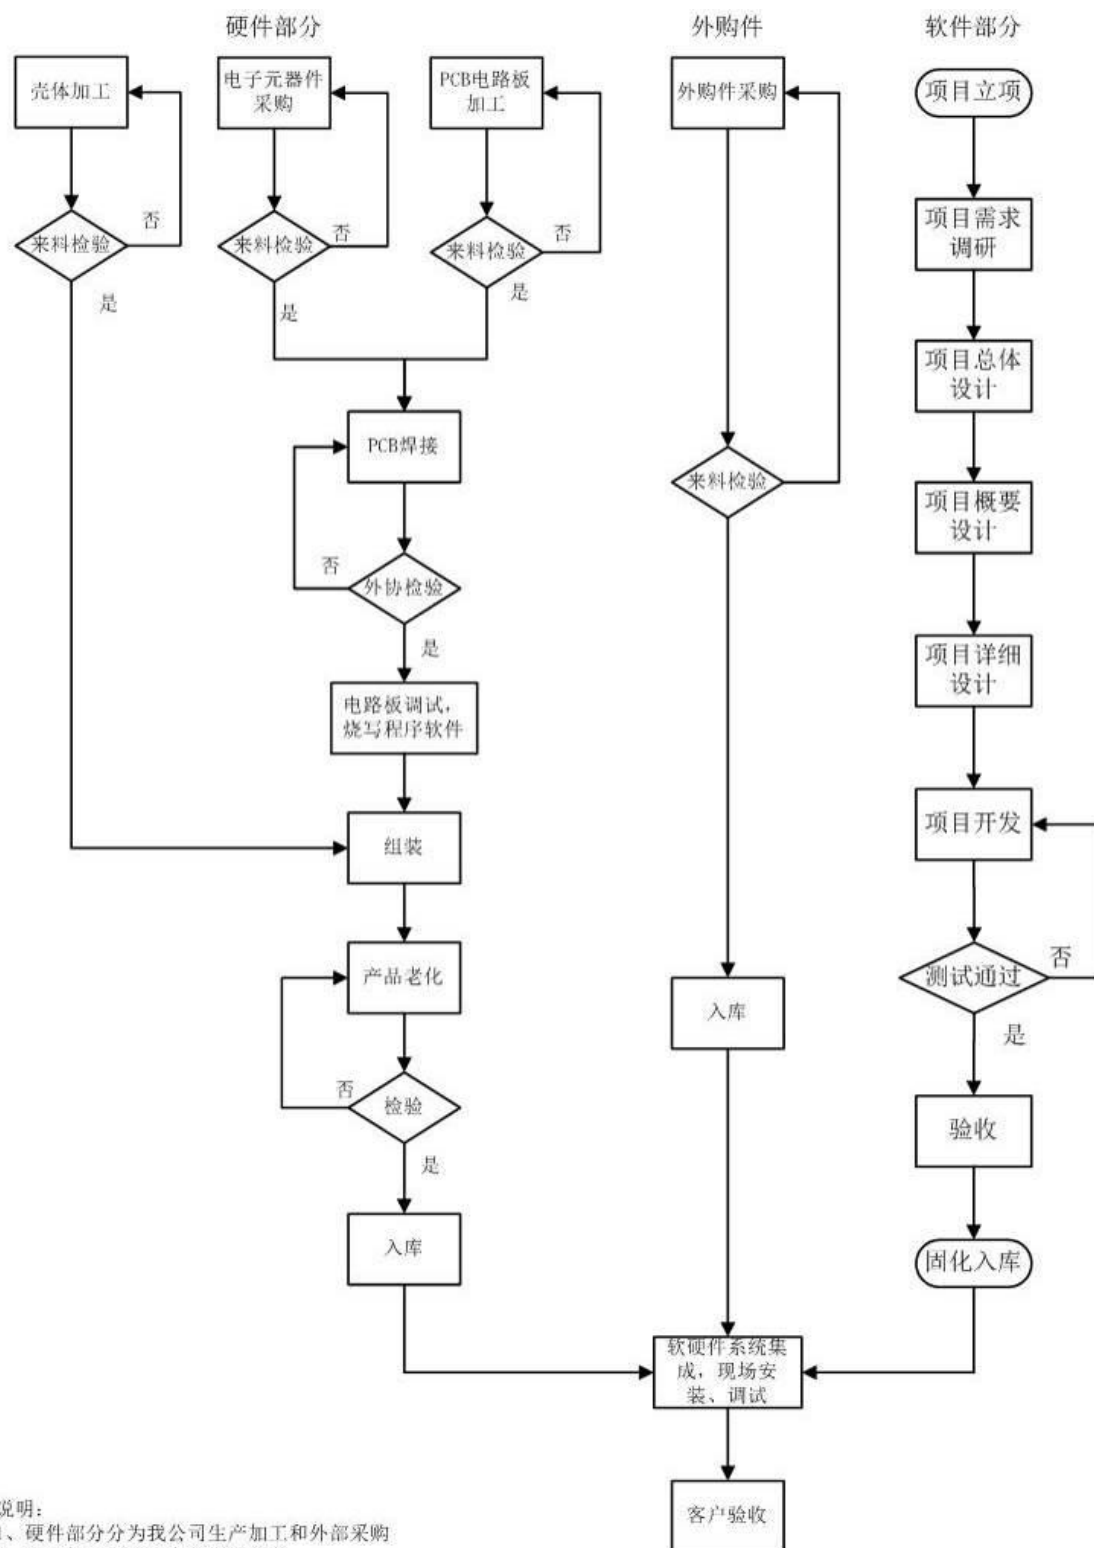 硬件部分
外购件
软件部分
壳体加工
电子元器件
采购
PCB电路板
加工
外购件采购
项目立项
来料检验
否
是
来料检验
否
是
来料检验
否
是
项目需求
调研
项目总体
设计
PCB焊接
来料检验
项目概要
设计
否
外协检验
是
项目详细
设计
电路板调试，
烧写程序软件
组装
项目开发
产品老化
测试通过
否
是
入库
否
检验
是
验收
入库
固化入库
软硬件系统集
成，现场安
装、调试
客户验收
说明：
、硬件部分分为我公司生产加工和外部采购